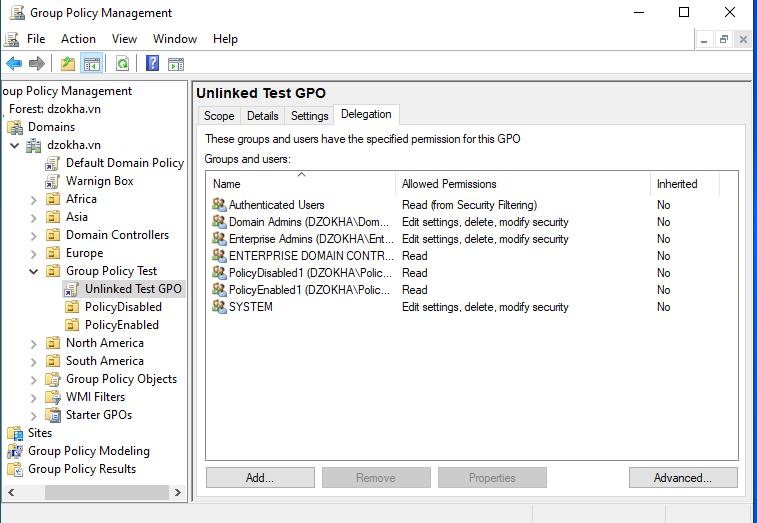 Group Policy Management
File Action View Window Help
oup Policy Management
Forest: dzokha.vn
Domains
dzokha.vn
Default Domain Policy
Warnign Box
Africa
Asia
Domain Controllers
Europe
Group Policy Test
Unlinked Test GPO
PolicyDisabled
PolicyEnabled
North America
South America
Group Policy Objects
WMI Filters
Starter GPOs
Sites
Group Policy Modeling
Group Policy Results
Unlinked Test GPO
Scope Details Settings Delegation
These groups and users have the specified permission for this GPO
Groups and users:
Name Allowed Permissions Inherited
Authenticated Users Read (from Security Filtering) No
Domain Admins (DZOKHA\Dom... Edit settings, delete, modify security No
Enterprise Admins (DZOKHA\Ent... Edit settings, delete, modify security No
ENTERPRISE DOMAIN CONTR... Read No
PolicyDisabled1 (DZOKHA\Polic... Read No
PolicyEnabled1 (DZOKHA\Polic... Read No
SYSTEM Edit settings, delete, modify security No
Add... Remove Properties Advanced...